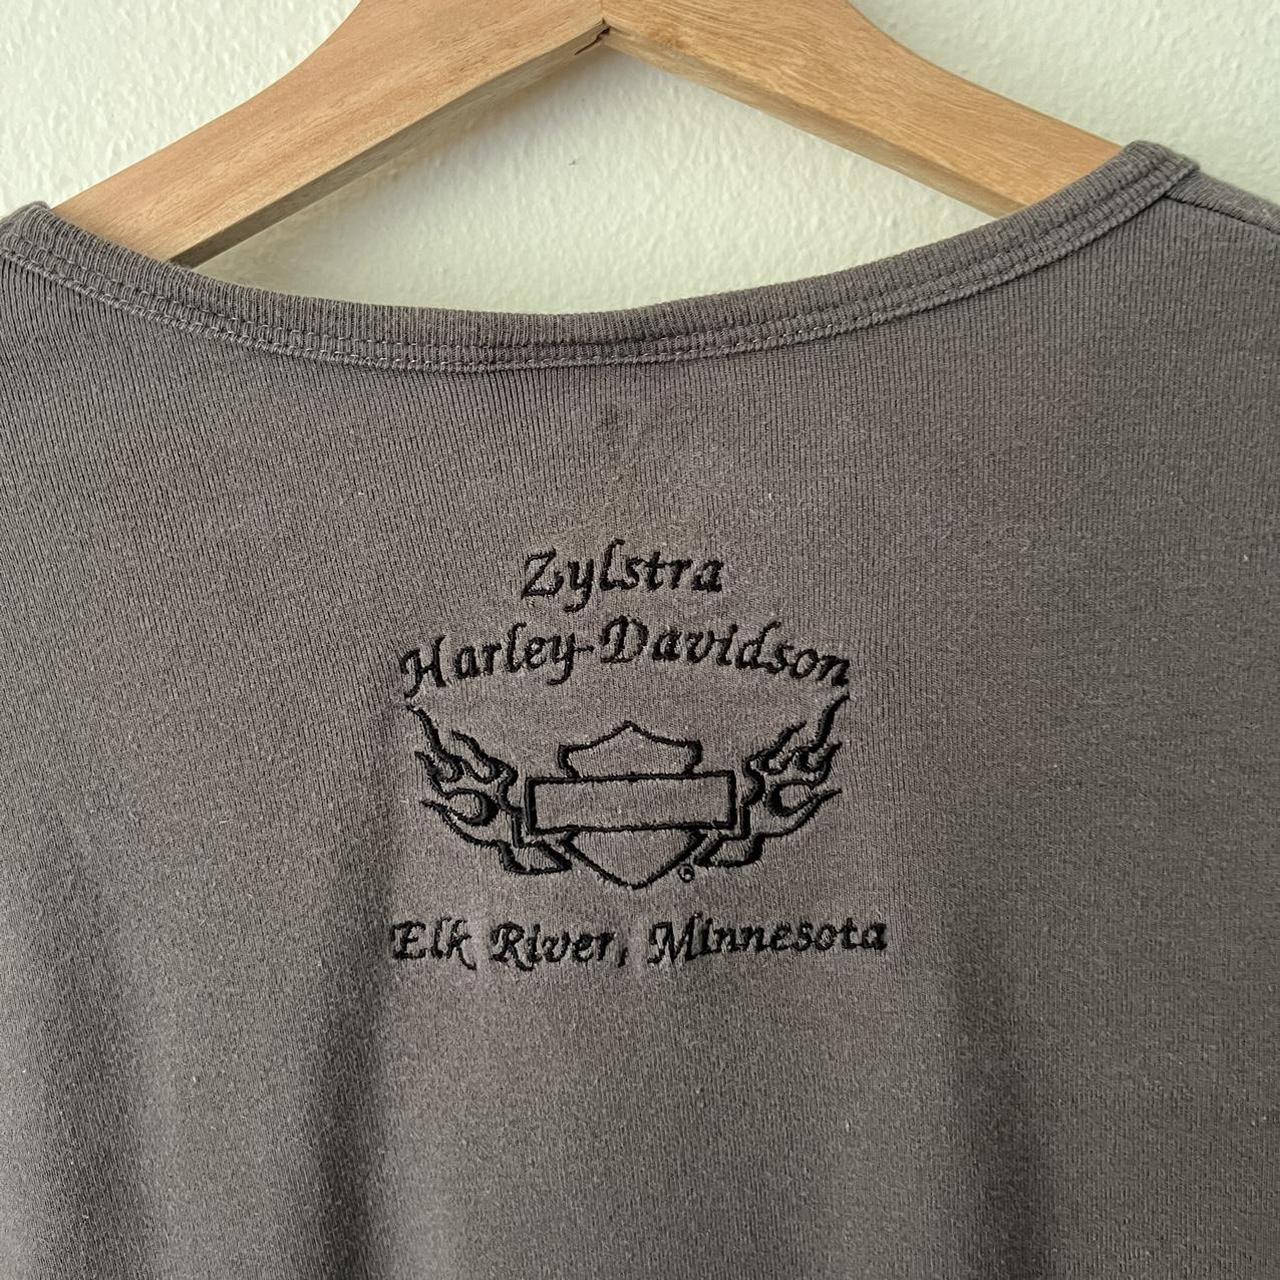 Zylstra
Harley-Davidson
®
Elk River, Minnesota